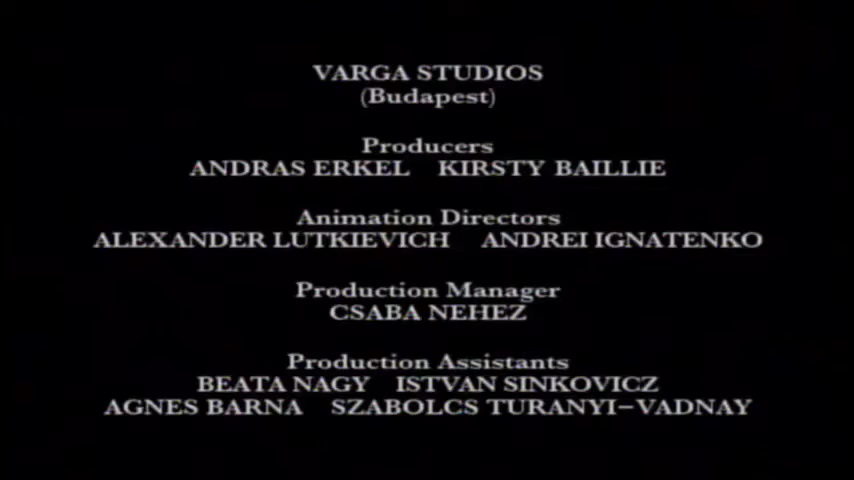 VARGA STUDIOS
(Budapest)
Producers
ANDRAS ERKEL KIRSTY BAILLIE
Animation Directors
ALEXANDER LUTKIEVICH ANDREI IGNATENKO
Production Manager
CSABA NEHEZ
Production Assistants
BEATA NAGY ISTVAN SINKOVICZ
AGNES BARNA SZABOLCS TURANYI-VADNAY